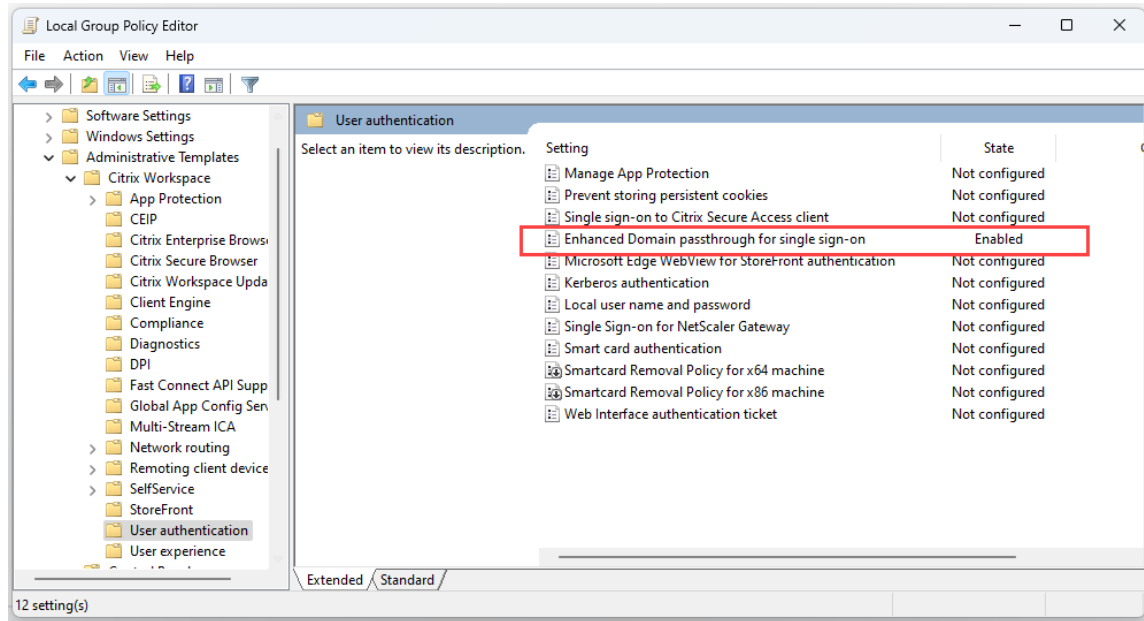 Local Group Policy Editor
File Action View Help
Software Settings
Windows Settings
Administrative Templates
Citrix Workspace
App Protection
CEIP
Citrix Enterprise Browse
Citrix Secure Browser
Citrix Workspace Upda
Client Engine
Compliance
Diagnostics
DPI
Fast Connect API Supp
Global App Config Serv
Multi-Stream ICA
Network routing
Remoting client device
SelfService
StoreFront
User authentication
User experience
User authentication
Select an item to view its description.
Setting State
Manage App Protection Not configured
Prevent storing persistent cookies Not configured
Single sign-on to Citrix Secure Access client Not configured
Enhanced Domain passthrough for single sign-on Enabled
Microsoft Edge WebView for StoreFront authentication Not configured
Kerberos authentication Not configured
Local user name and password Not configured
Single Sign-on for NetScaler Gateway Not configured
Smart card authentication Not configured
Smartcard Removal Policy for x64 machine Not configured
Smartcard Removal Policy for x86 machine Not configured
Web Interface authentication ticket Not configured
Extended Standard
12 setting(s)